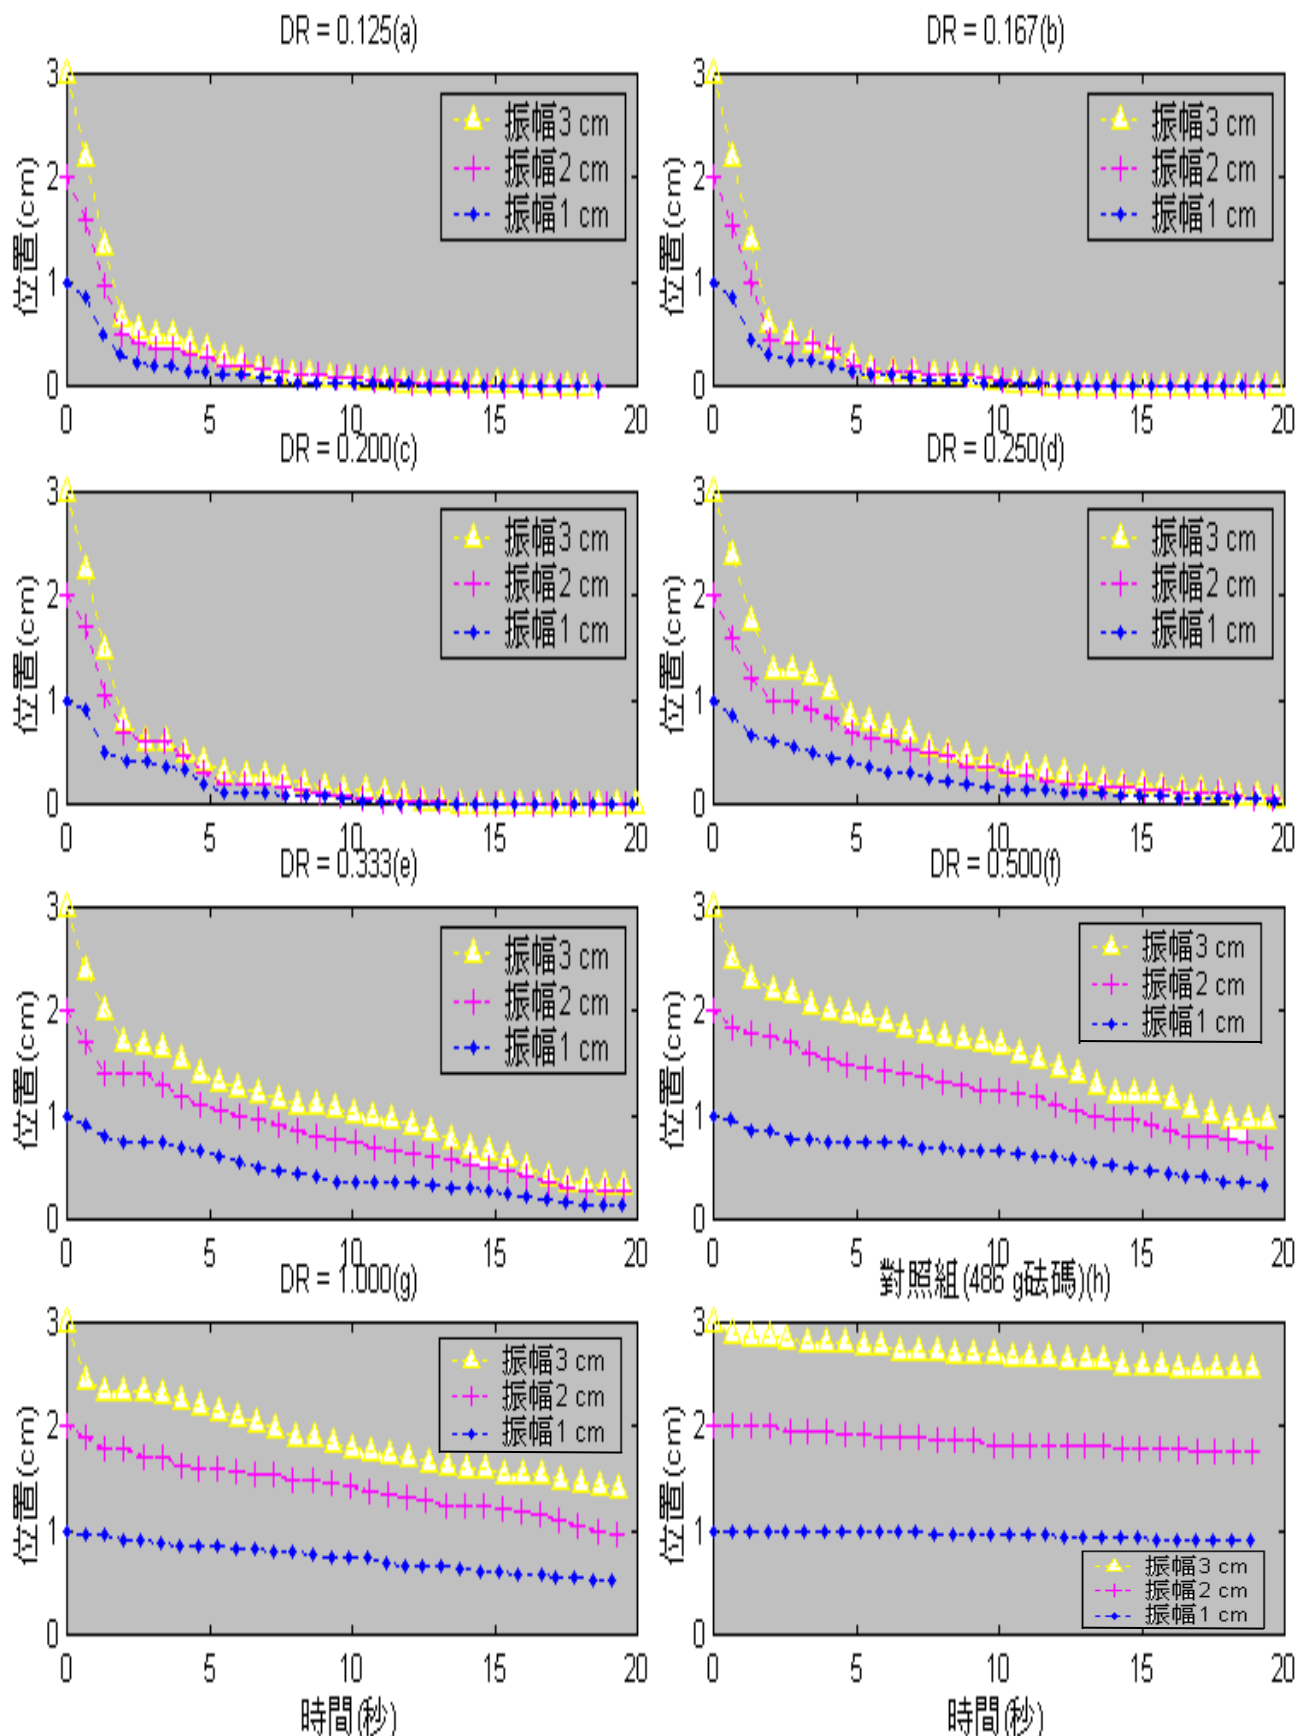 DR = 0.125(a)
位置(cm)
3
2
1
0
振幅3 cm
振幅2 cm
振幅1 cm
0 5 10 15 20
DR = 0.167(b)
位置(cm)
3
2
1
0
振幅3 cm
振幅2 cm
振幅1 cm
0 5 10 15 20
DR = 0.200(c)
位置(cm)
3
2
1
0
振幅3 cm
振幅2 cm
振幅1 cm
0 5 10 15 20
DR = 0.250(d)
位置(cm)
3
2
1
0
振幅3 cm
振幅2 cm
振幅1 cm
0 5 10 15 20
DR = 0.333(e)
位置(cm)
3
2
1
0
振幅3 cm
振幅2 cm
振幅1 cm
0 5 10 15 20
DR = 0.500(f)
位置(cm)
3
2
1
0
振幅3 cm
振幅2 cm
振幅1 cm
0 5 10 15 20
DR = 1.000(g)
位置(cm)
3
2
1
0
振幅3 cm
振幅2 cm
振幅1 cm
0 5 10 15 20
時間(秒)
對照組(486 g砝碼)(h)
位置(cm)
3
2
1
0
振幅3 cm
振幅2 cm
振幅1 cm
0 5 10 15 20
時間(秒)